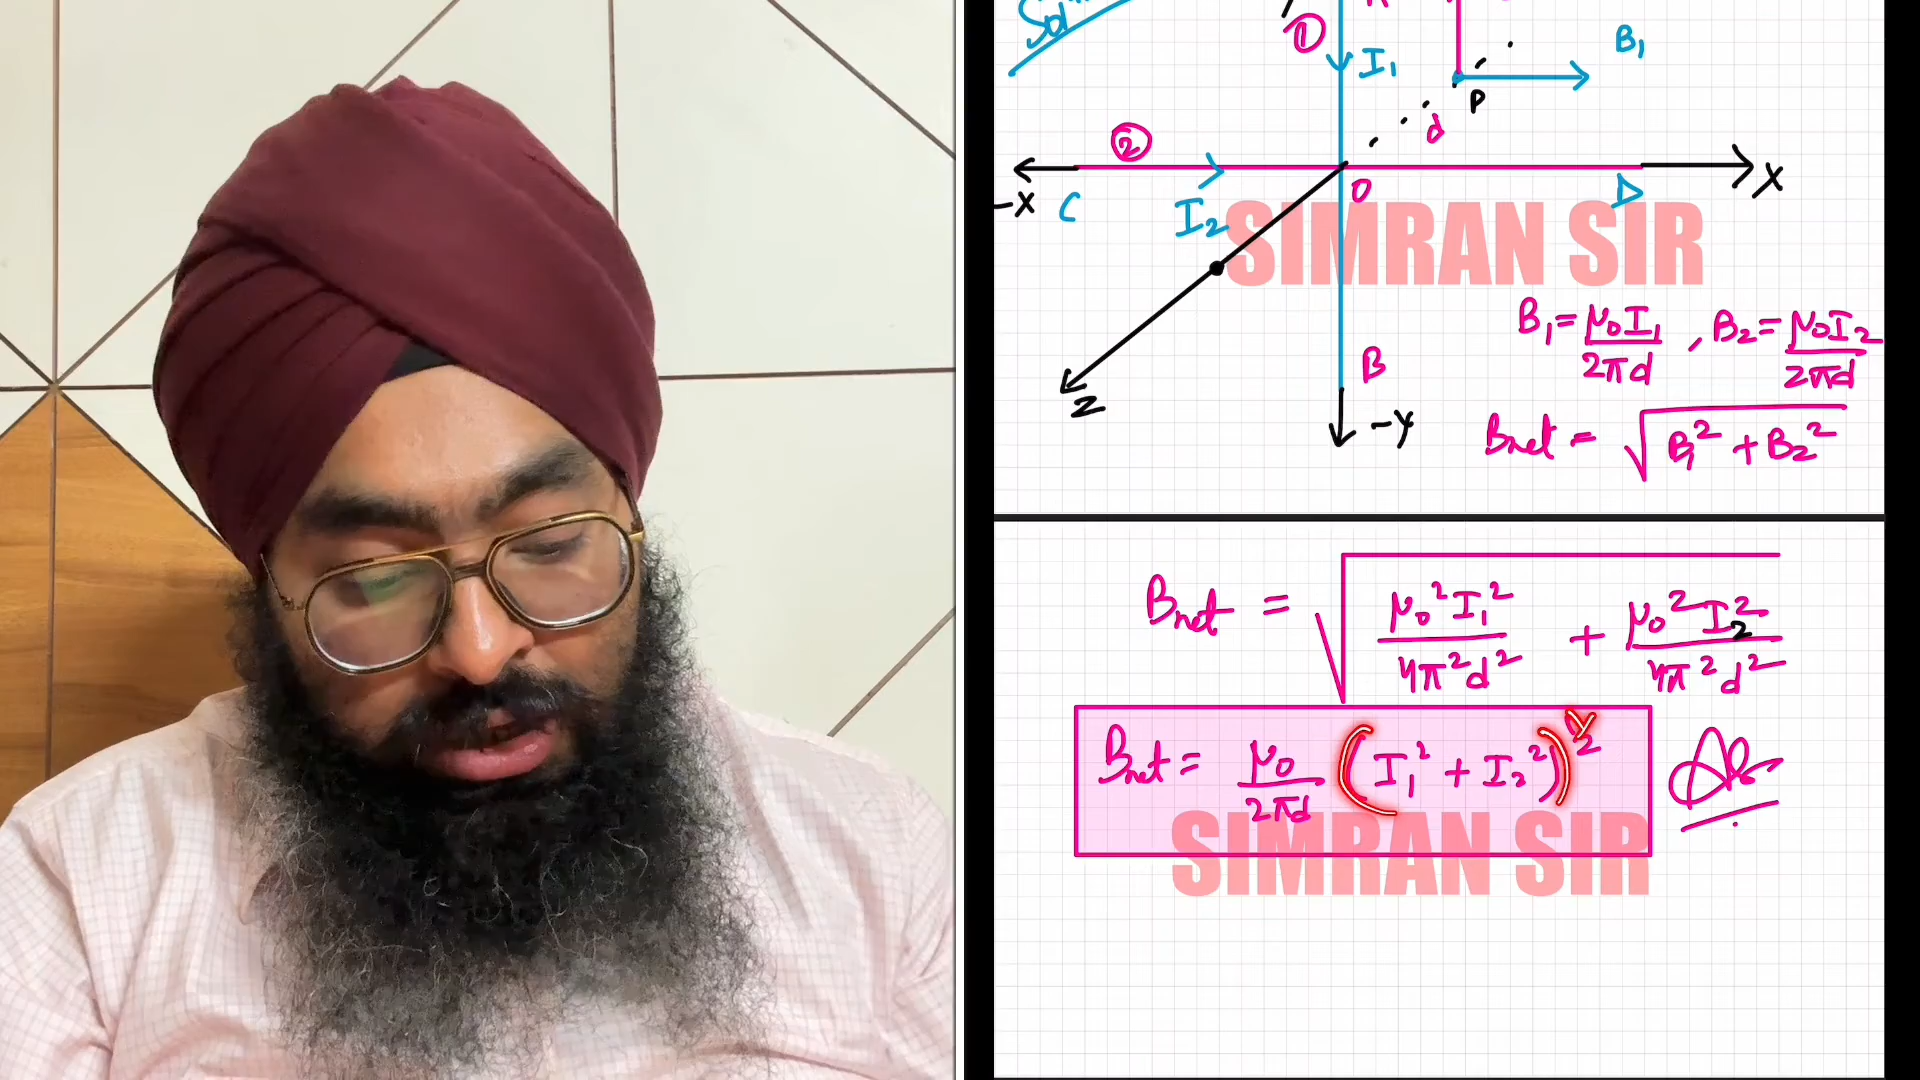 Soln
①
I₁
B₁
P
d
②
-X
C
I₂
O
D
X
SIMRAN SIR
B₁ = μ₀I₁/2πd , B₂ = μ₀I₂/2πd
Z
B
-Y
Bnet = √(B₁² + B₂²)
Bnet = √(μ₀²I₁²/4π²d² + μ₀²I₂²/4π²d²)
Bnet = μ₀/2πd (I₁² + I₂²)^½
SIMRAN SIR